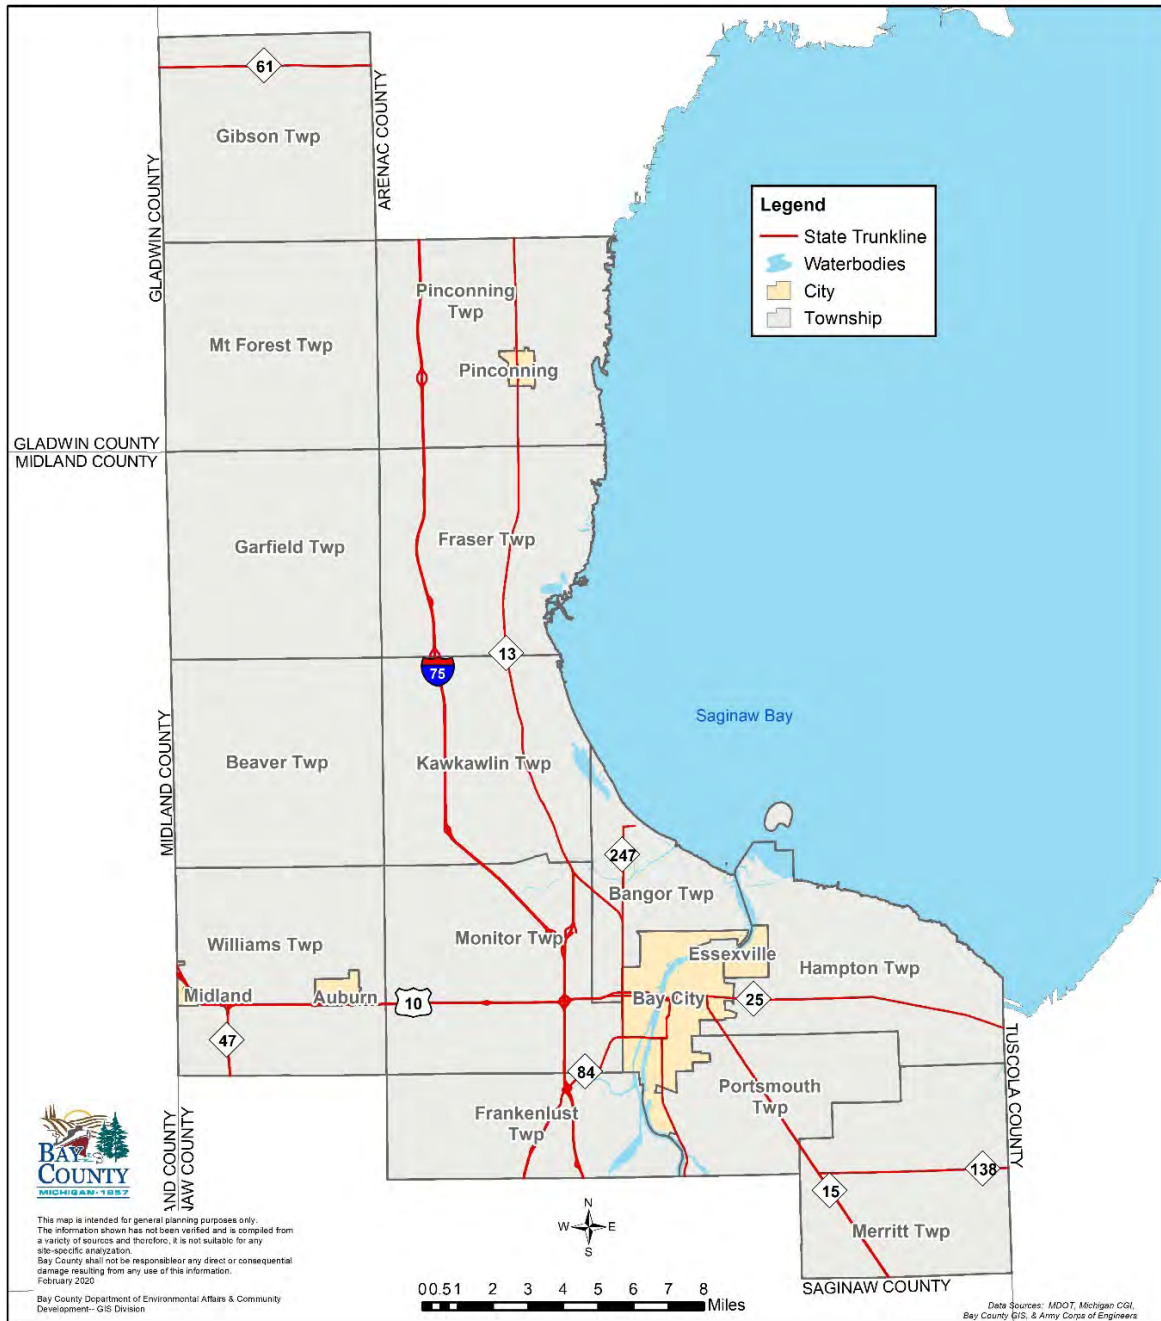 61
Gibson Twp
ARENAC COUNTY
GLADWIN COUNTY
Legend
State Trunkline
Waterbodies
City
Township
Pinconning
Twp
Mt Forest Twp
Pinconning
GLADWIN COUNTY
MIDLAND COUNTY
Garfield Twp
Fraser Twp
13
75
Saginaw Bay
MIDLAND COUNTY
Beaver Twp
Kawkawlin Twp
247
Bangor Twp
Williams Twp
Monitor Twp
Essexville
Hampton Twp
Midland
Auburn
10
Bay City
25
47
84
TUSCOLA COUNTY
Portsmouth
Twp
Frankenlust
Twp
BAY
COUNTY
MICHIGAN-1857
AND COUNTY
NAW COUNTY
138
15
Merritt Twp
This map is intended for general planning purposes only.
The information shown has not been verified and is compiled from
a variety of sources and therefore, it is not suitable for any
site-specific analyzation.
Bay County shall not be responsibleor any direct or consequential
damage resulting from any use of this information.
February 2020
Bay County Department of Environmental Affairs & Community
Development-- GIS Division
N
W E
S
0 0.5 1 2 3 4 5 6 7 8
Miles
SAGINAW COUNTY
Data Sources: MDOT, Michigan CGI,
Bay County GIS, & Army Corps of Engineers